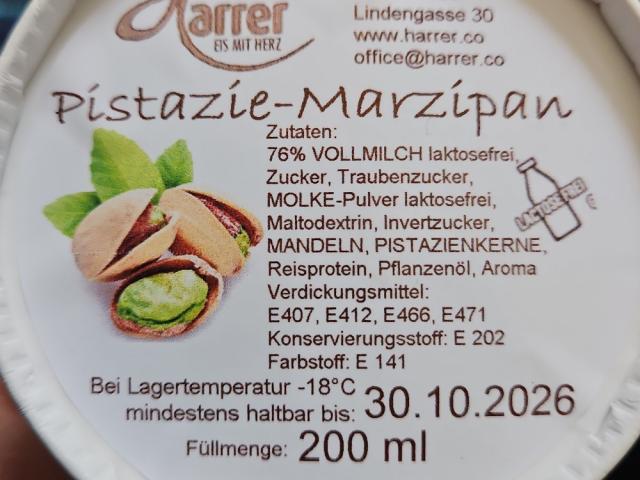 Harrer
EIS MIT HERZ
Lindengasse 30
www.harrer.co
office@harrer.co
Pistazie-Marzipan
Zutaten:
76% VOLLMILCH laktosefrei,
Zucker, Traubenzucker,
MOLKE-Pulver laktosefrei,
Maltodextrin, Invertzucker,
MANDELN, PISTAZIENKERNE,
Reisprotein, Pflanzenöl, Aroma
Verdickungsmittel:
E407, E412, E466, E471
Konservierungsstoff: E 202
Farbstoff: E 141
LACTOSEFREI
Bei Lagertemperatur -18°C
mindestens haltbar bis: 30.10.2026
Füllmenge: 200 ml